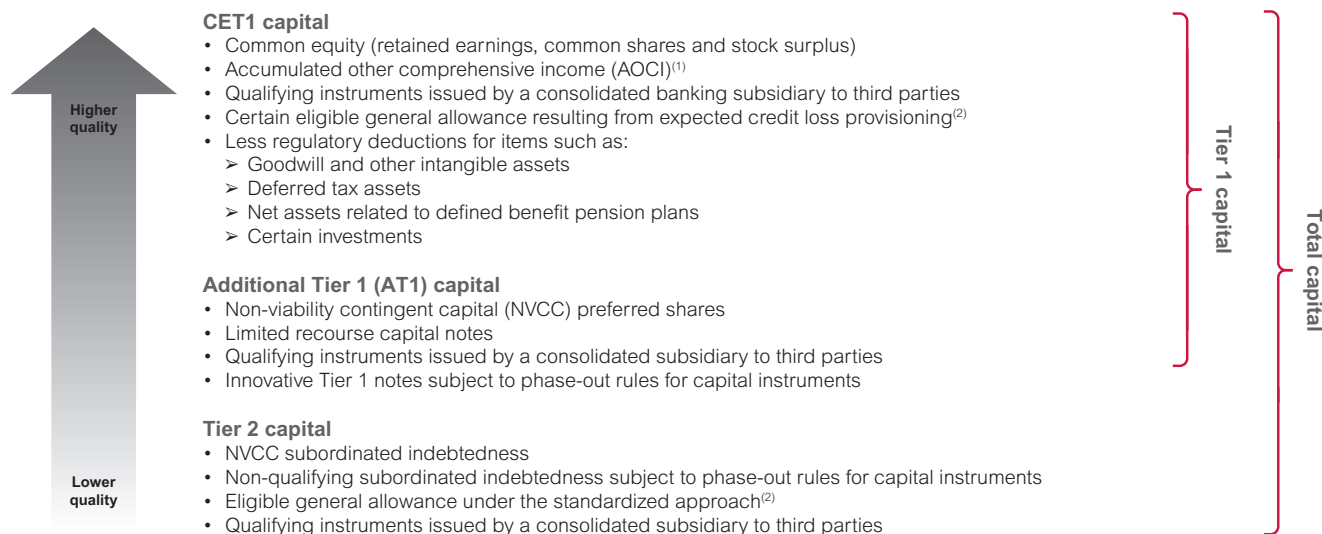 CET1 capital
• Common equity (retained earnings, common shares and stock surplus)
• Accumulated other comprehensive income (AOCI)(1)
• Qualifying instruments issued by a consolidated banking subsidiary to third parties
• Certain eligible general allowance resulting from expected credit loss provisioning(2)
• Less regulatory deductions for items such as:
➢ Goodwill and other intangible assets
➢ Deferred tax assets
➢ Net assets related to defined benefit pension plans
➢ Certain investments
Additional Tier 1 (AT1) capital
• Non-viability contingent capital (NVCC) preferred shares
• Limited recourse capital notes
• Qualifying instruments issued by a consolidated subsidiary to third parties
• Innovative Tier 1 notes subject to phase-out rules for capital instruments
Tier 2 capital
• NVCC subordinated indebtedness
• Non-qualifying subordinated indebtedness subject to phase-out rules for capital instruments
• Eligible general allowance under the standardized approach(2)
• Qualifying instruments issued by a consolidated subsidiary to third parties
Higher
quality
Lower
quality
Tier 1 capital
Total capital